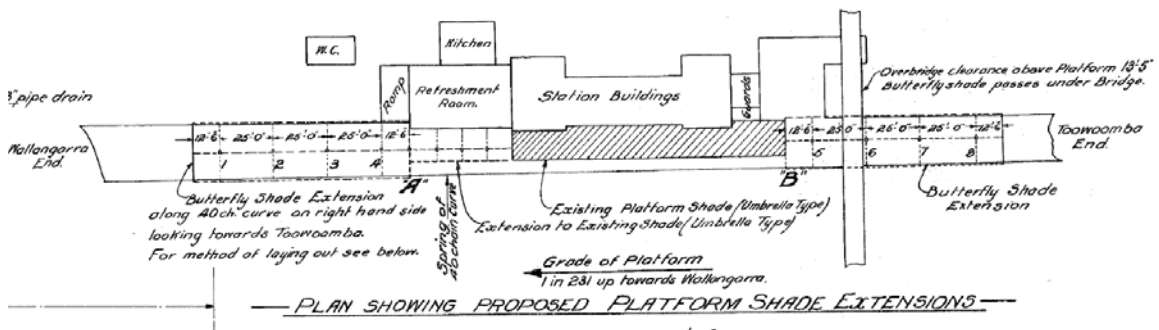 W.C.
Kitchen
Ramp
Refreshment
Room.
Station Buildings
Guards
Overbridge clearance above Platform 13'-5"
Butterfly shade passes under Bridge.
pipe drain
Wallangarra
End.
12'-6 25'-0" 25'-0" 25'-0" 12'-6
1 2 3 4
12'-6 25'-0" 25'-0" 25'-0" 12'-6
5 6 7 8
Toowoomba
End.
"A"
"B"
Butterfly Shade Extension
along 40ch. curve on right hand side
looking towards Toowoomba.
For method of laying out see below.
Spring of
40 chain Curve
Existing Platform Shade (Umbrella Type)
Extension to Existing Shade (Umbrella Type)
Butterfly Shade
Extension
Grade of Platform
1 in 231 up towards Wallangarra.
PLAN SHOWING PROPOSED PLATFORM SHADE EXTENSIONS